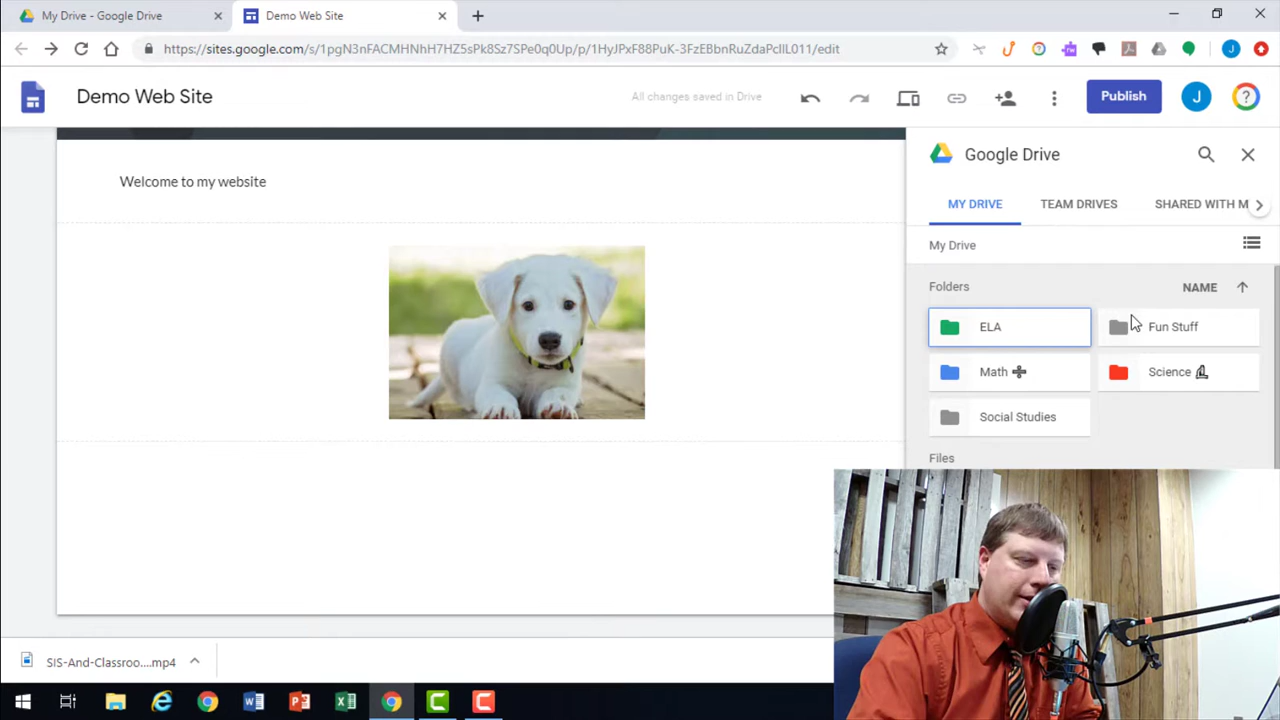 My Drive - Google Drive
Demo Web Site
https://sites.google.com/s/1pgN3nFACMHNhH7HZ5sPk8Sz7SPe0q0Up/p/1HyJPxF88PuK-3FzEBbnRuZdaPcllL011/edit
Demo Web Site
All changes saved in Drive
Publish
J
Google Drive
MY DRIVE
TEAM DRIVES
SHARED WITH M
My Drive
Folders
NAME
ELA
Fun Stuff
Math
Science
Social Studies
Files
Welcome to my website
SIS-And-Classroo....mp4